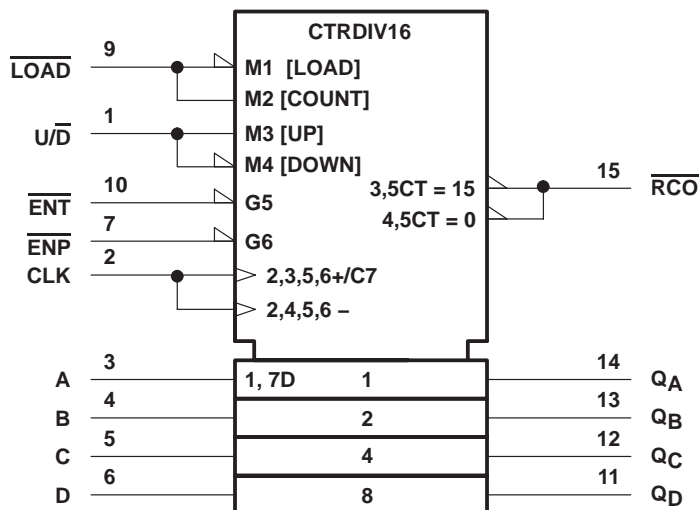 CTRDIV16
9
LOAD
M1 [LOAD]
M2 [COUNT]
1
U/D
M3 [UP]
M4 [DOWN]
10
ENT
G5
7
ENP
G6
2
CLK
2,3,5,6+/C7
2,4,5,6 –
3,5CT = 15
4,5CT = 0
15
RCO
3
A
1, 7D
1
14
QA
4
B
2
13
QB
5
C
4
12
QC
6
D
8
11
QD